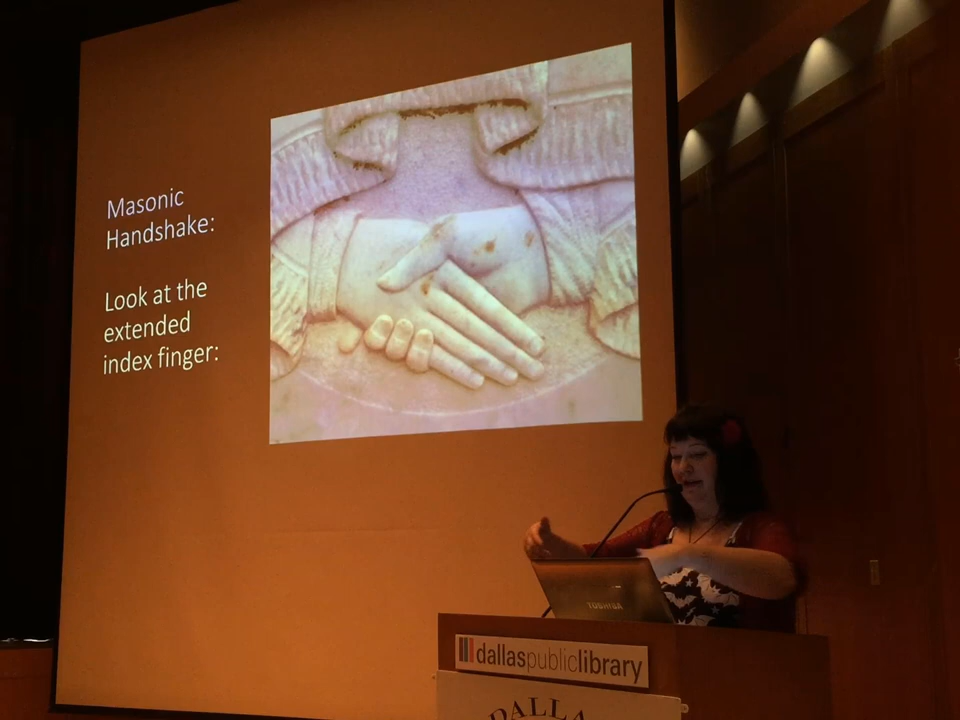 Masonic
Handshake:
Look at the
extended
index finger:
TOSHIBA
dallaspubliclibrary